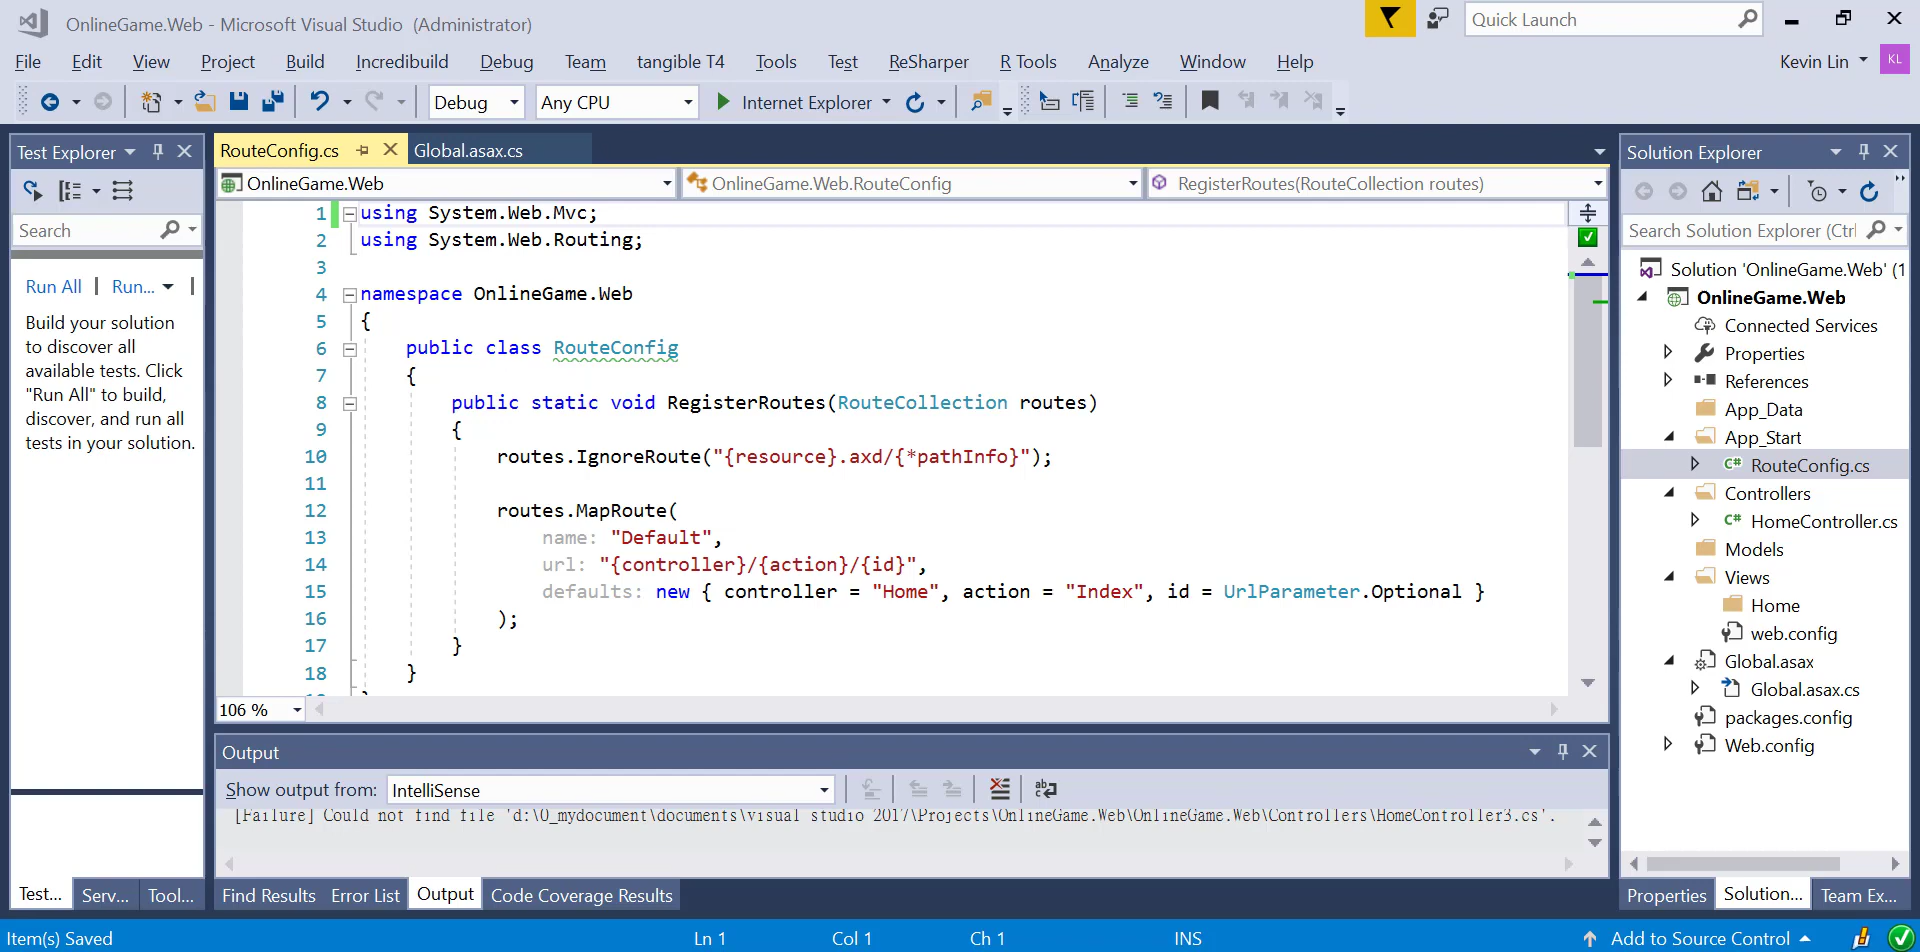 OnlineGame.Web - Microsoft Visual Studio (Administrator)
Quick Launch
File Edit View Project Build Incredibuild Debug Team tangible T4 Tools Test ReSharper R Tools Analyze Window Help
Kevin Lin KL
Debug Any CPU Internet Explorer
Test Explorer
Search
Run All | Run... |
Build your solution
to discover all
available tests. Click
"Run All" to build,
discover, and run all
tests in your solution.
Test... Serv... Tool...
RouteConfig.cs Global.asax.cs
OnlineGame.Web OnlineGame.Web.RouteConfig RegisterRoutes(RouteCollection routes)
1 using System.Web.Mvc;
2 using System.Web.Routing;
3
4 namespace OnlineGame.Web
5 {
6 public class RouteConfig
7 {
8 public static void RegisterRoutes(RouteCollection routes)
9 {
10 routes.IgnoreRoute("{resource}.axd/{*pathInfo}");
11
12 routes.MapRoute(
13 name: "Default",
14 url: "{controller}/{action}/{id}",
15 defaults: new { controller = "Home", action = "Index", id = UrlParameter.Optional }
16 );
17 }
18 }
106 %
Output
Show output from: IntelliSense
[Failure] Could not find file 'd:\0_mydocument\documents\visual studio 2017\Projects\OnlineGame.Web\OnlineGame.Web\Controllers\HomeController3.cs'.
Find Results Error List Output Code Coverage Results
Solution Explorer
Search Solution Explorer (Ctrl
Solution 'OnlineGame.Web' (1
OnlineGame.Web
Connected Services
Properties
References
App_Data
App_Start
C# RouteConfig.cs
Controllers
C# HomeController.cs
Models
Views
Home
web.config
Global.asax
Global.asax.cs
packages.config
Web.config
Properties Solution... Team Ex...
Item(s) Saved Ln 1 Col 1 Ch 1 INS Add to Source Control